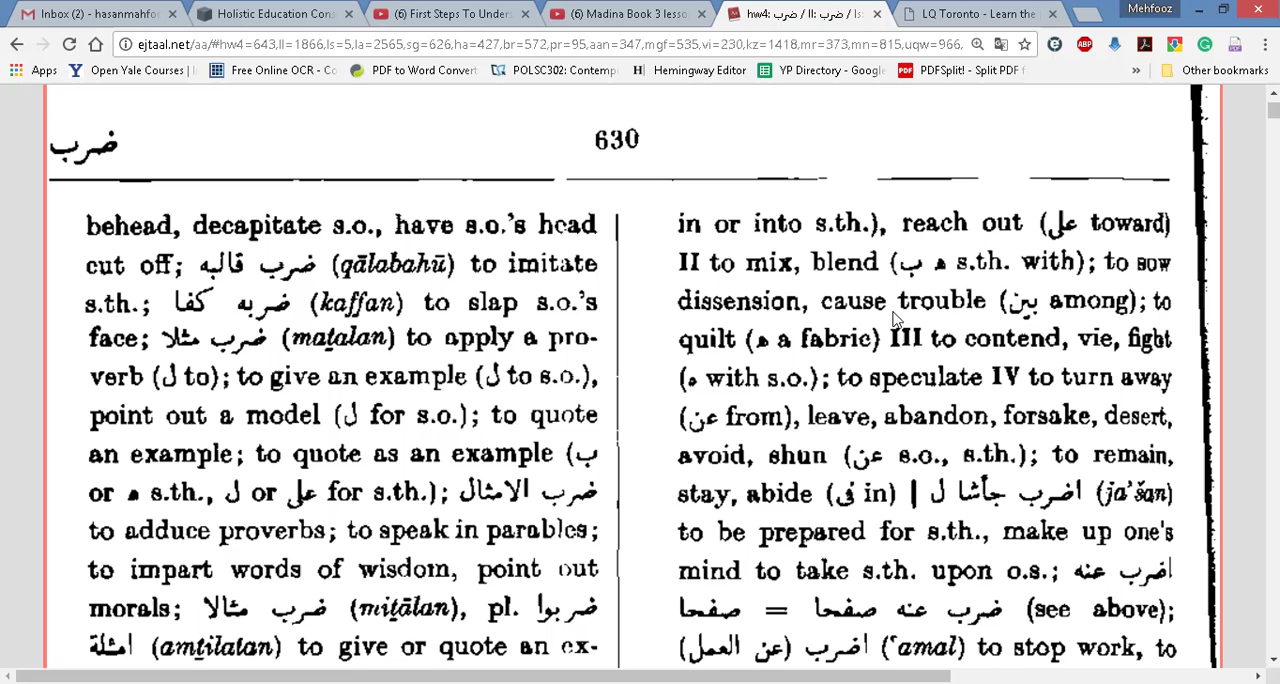 Inbox (2) - hasanmahfo
Holistic Education Con
(6) First Steps To Under
(6) Madina Book 3 lesso
hw4: ضرب / ll: ضرب / ls:
LQ Toronto - Learn the
Mehfooz
ejtaal.net/aa/#hw4=643,ll=1866,ls=5,la=265,sg=626,ha=427,br=572,pr=95,aan=347,mgf=535,vi=230,kz=1418,mr=373,mn=815,uqw=966,
Apps
Open Yale Courses |
Free Online OCR - Co
PDF to Word Convert
POLSC302: Contemp
Hemingway Editor
YP Directory - Google
PDFSplit! - Split PDF f
»
Other bookmarks
ضرب
630
behead, decapitate s.o., have s.o.'s head
cut off; ضرب قالبه (qālabahū) to imitate
s.th.; ضربه كفا (kaffan) to slap s.o.'s
face; ضرب مثلا (maṯalan) to apply a pro-
verb (ل to); to give an example (ل to s.o.),
point out a model (ل for s.o.); to quote
an example; to quote as an example (ب
or ه s.th., ل or على for s.th.); ضرب الامثال
to adduce proverbs; to speak in parables;
to impart words of wisdom, point out
morals; ضرب مثالا (miṯālan), pl. ضربوا
امثلة (amṯilatan) to give or quote an ex-
in or into s.th.), reach out (على toward)
II to mix, blend (ب ه s.th. with); to sow
dissension, cause trouble (بين among); to
quilt (ه a fabric) III to contend, vie, fight
(ه with s.o.); to speculate IV to turn away
(عن from), leave, abandon, forsake, desert,
avoid, shun (عن s.o., s.th.); to remain,
stay, abide (فى in) | اضرب جأشا ل (ja'šan)
to be prepared for s.th., make up one's
mind to take s.th. upon o.s.; اضرب عنه
صفحا = ضرب عنه صفحا (see above);
اضرب (عن العمل) (ʿamal) to stop work, to